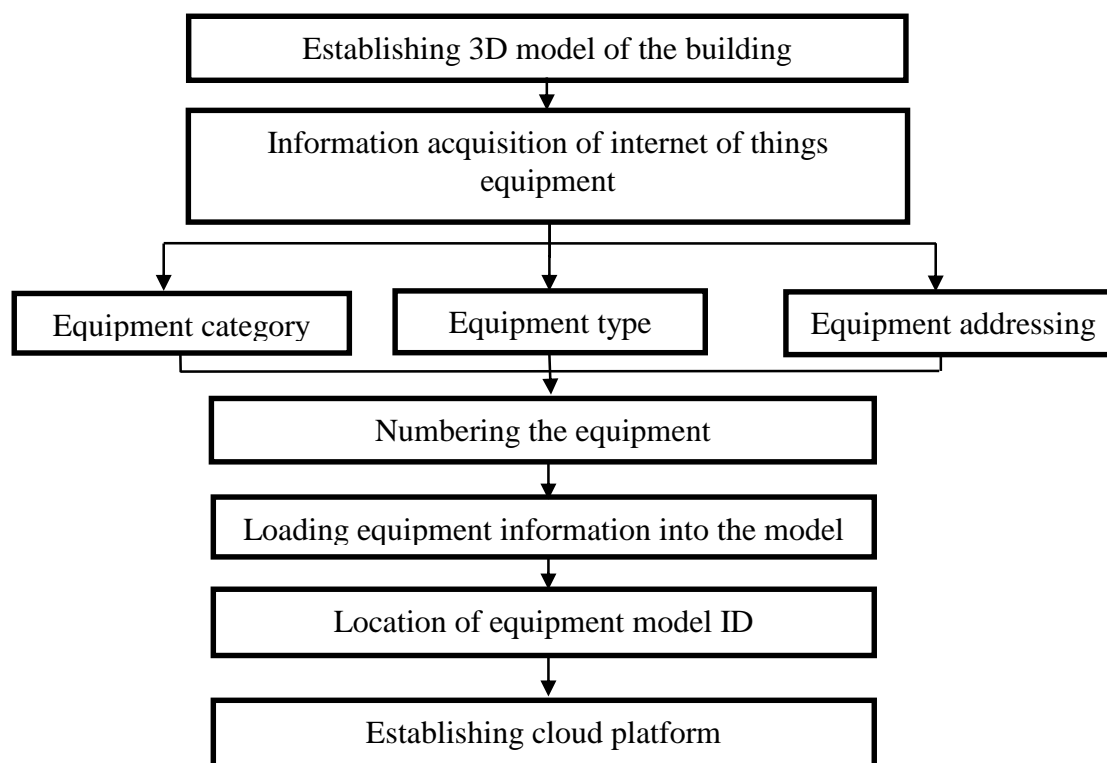 Establishing 3D model of the building
Information acquisition of internet of things
equipment
Equipment category
Equipment type
Equipment addressing
Numbering the equipment
Loading equipment information into the model
Location of equipment model ID
Establishing cloud platform